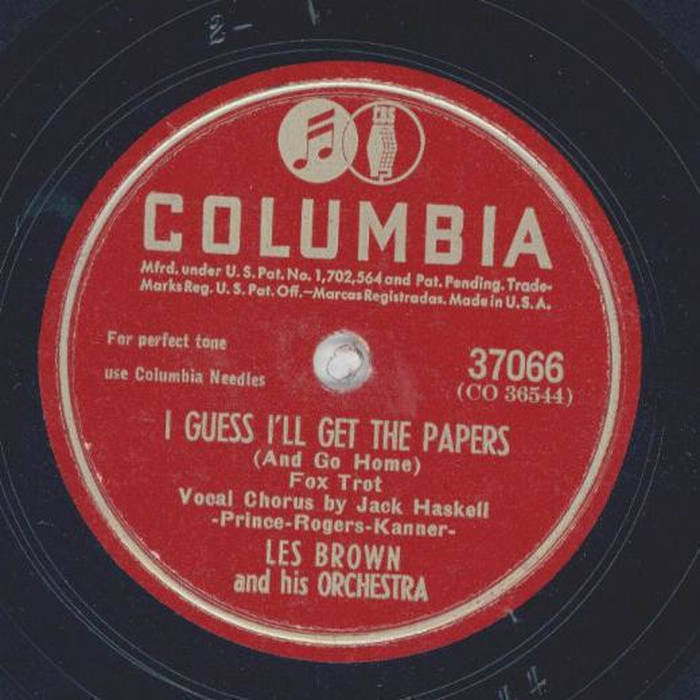 CBS
COLUMBIA
Mfrd. under U. S. Pat. No. 1,702,564 and Pat. Pending. Trade-
Marks Reg. U. S. Pat. Off.—Marcas Registradas. Made in U. S. A.
For perfect tone
use Columbia Needles
37066
(CO 36544)
I GUESS I'LL GET THE PAPERS
(And Go Home)
Fox Trot
Vocal Chorus by Jack Haskell
-Prince-Rogers-Kanner-
LES BROWN
and his ORCHESTRA